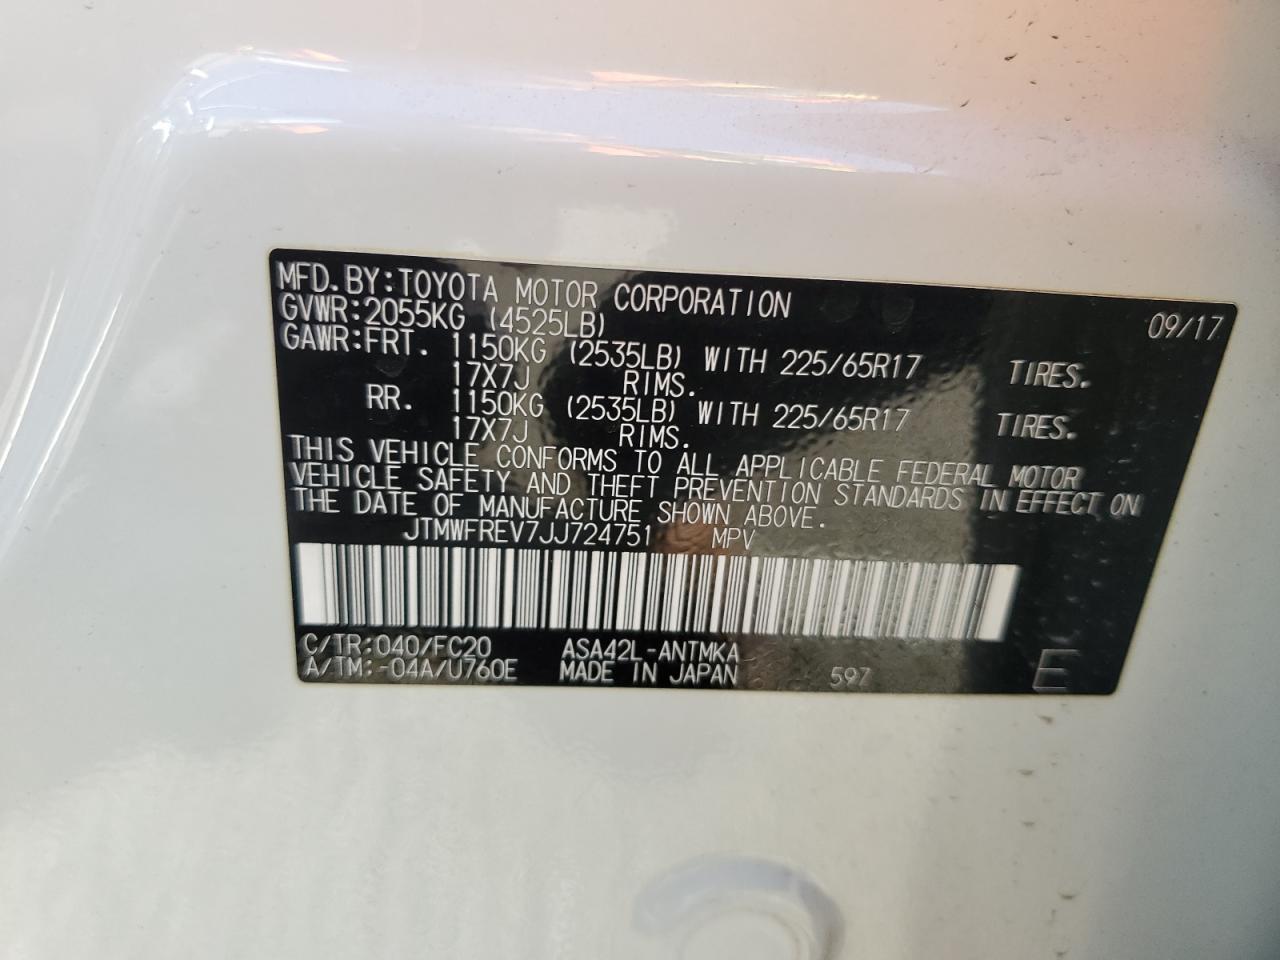 MFD. BY: TOYOTA MOTOR CORPORATION 09/17
GVWR: 2055KG (4525LB)
GAWR: FRT. 1150KG (2535LB) WITH 225/65R17 TIRES.
17X7J RIMS.
RR. 1150KG (2535LB) WITH 225/65R17 TIRES.
17X7J RIMS.
THIS VEHICLE CONFORMS TO ALL APPLICABLE FEDERAL MOTOR
VEHICLE SAFETY AND THEFT PREVENTION STANDARDS IN EFFECT ON
THE DATE OF MANUFACTURE SHOWN ABOVE.
JTMWFREV7JJ724751 MPV
C/TR: 040/FC20 ASA42L-ANTMKA
A/TM: -04A/U760E MADE IN JAPAN 597 E